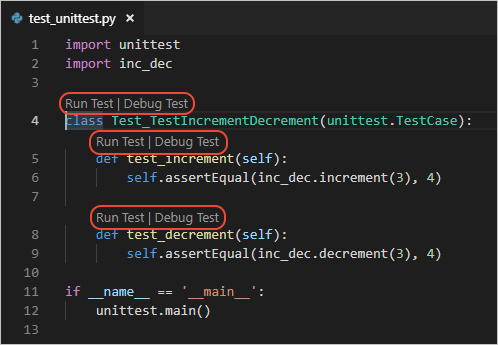 test_unittest.py ×
1 import unittest
2 import inc_dec
3
Run Test | Debug Test
4 class Test_TestIncrementDecrement(unittest.TestCase):
Run Test | Debug Test
5 def test_increment(self):
6 self.assertEqual(inc_dec.increment(3), 4)
7
Run Test | Debug Test
8 def test_decrement(self):
9 self.assertEqual(inc_dec.decrement(3), 4)
10
11 if __name__ == '__main__':
12 unittest.main()
13